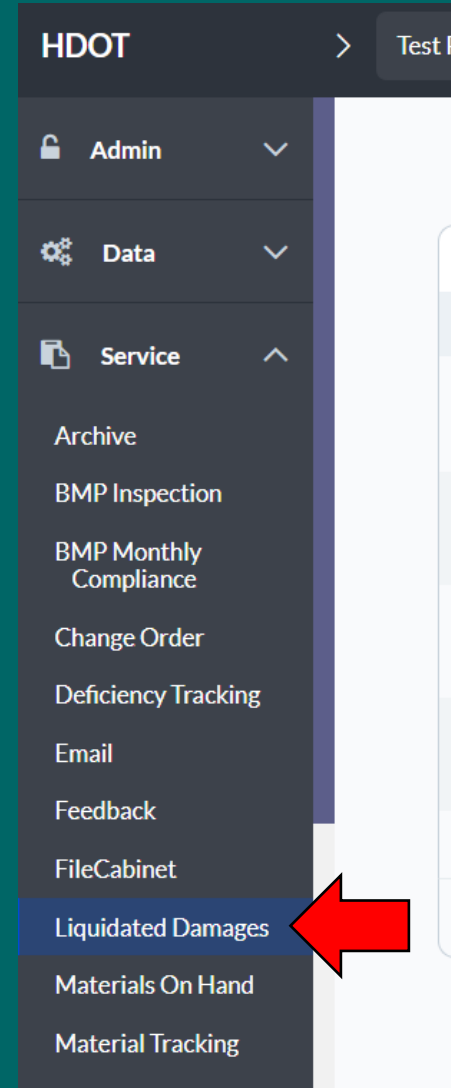 HDOT
Test
Admin
Data
Service
Archive
BMP Inspection
BMP Monthly
Compliance
Change Order
Deficiency Tracking
Email
Feedback
FileCabinet
Liquidated Damages
Materials On Hand
Material Tracking